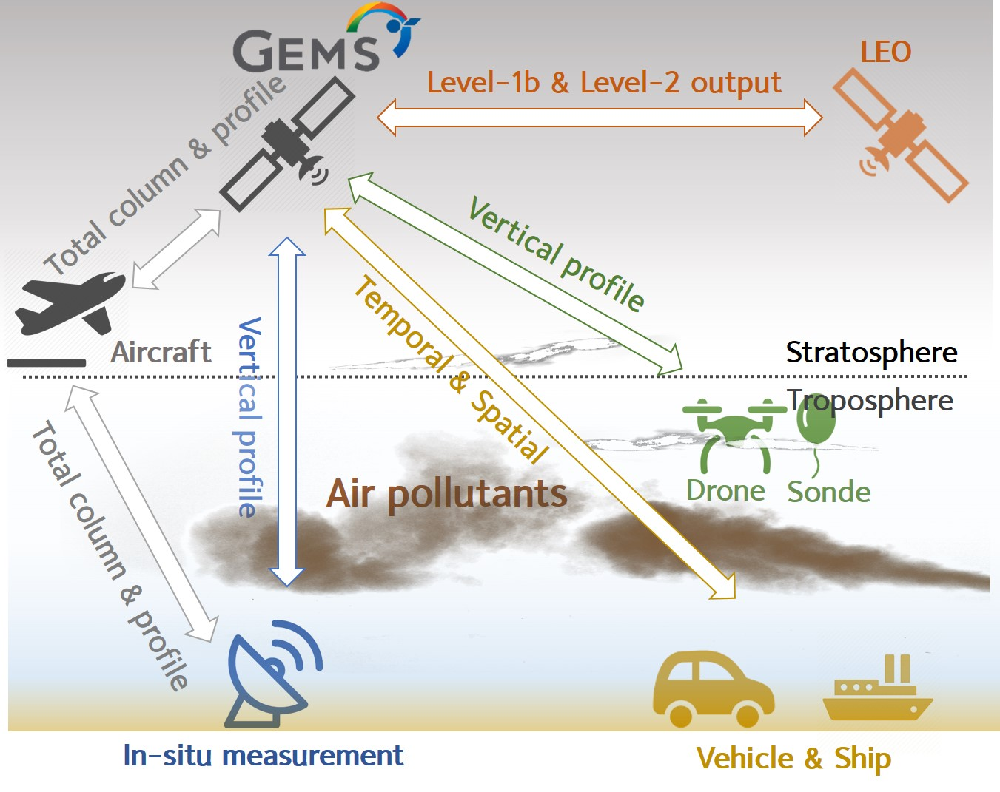 GEMS
LEO
Level-1b & Level-2 output
Total column & profile
Vertical profile
Temporal & Spatial
Vertical profile
Aircraft
Stratosphere
Troposphere
Total column & profile
Air pollutants
Drone
Sonde
In-situ measurement
Vehicle & Ship